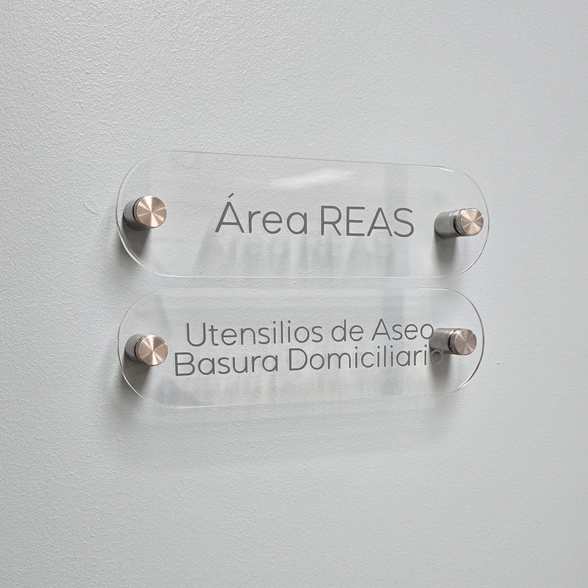 Área REAS
Utensilios de Aseo
Basura Domiciliaria